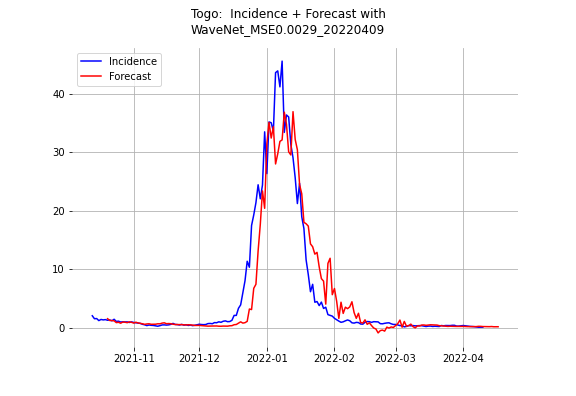 Togo:  Incidence + Forecast with
WaveNet_MSE0.0029_20220409
Incidence
Forecast
40
30
20
10
0
2021-11
2021-12
2022-01
2022-02
2022-03
2022-04